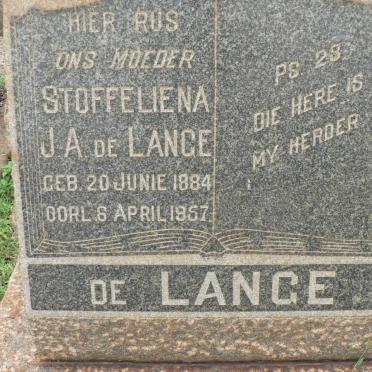 HIER RUS
ONS MOEDER
STOFFELIENA
J.A. DE LANGE
GEB. 20 JUNIE 1884
OORL. 6 APRIL 1957.
PS 23
DIE HERE IS
MY HERDER
DE LANGE